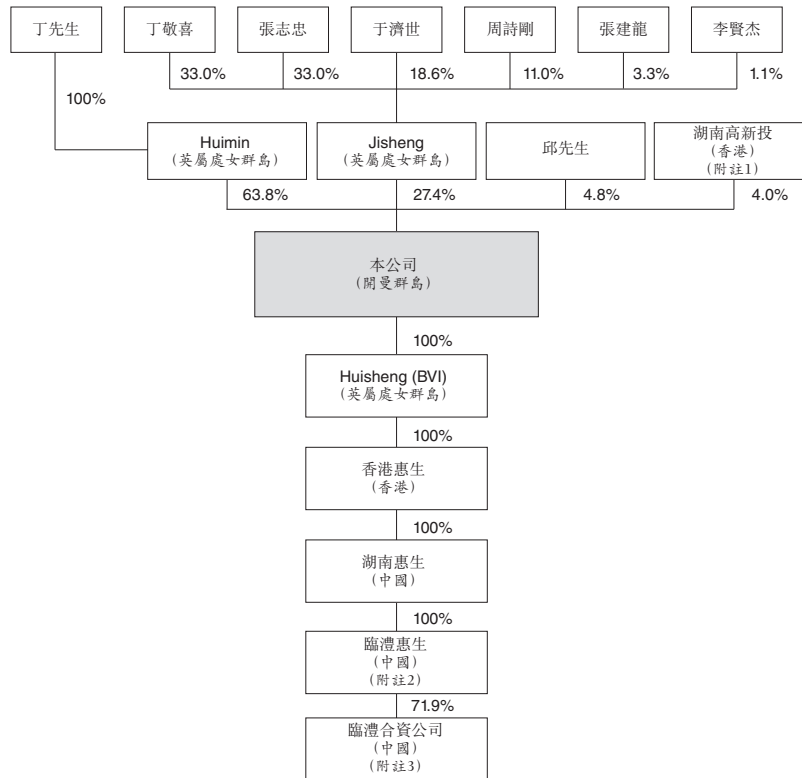 丁先生
丁敬喜
張志忠
于濟世
周詩剛
張建龍
李賢杰
33.0%
33.0%
18.6%
11.0%
3.3%
1.1%
100%
Huimin
(英屬處女群島)
Jisheng
(英屬處女群島)
邱先生
湖南高新投
(香港)
(附註1)
63.8%
27.4%
4.8%
4.0%
本公司
(開曼群島)
100%
Huisheng (BVI)
(英屬處女群島)
100%
香港惠生
(香港)
100%
湖南惠生
(中國)
100%
臨澧惠生
(中國)
(附註2)
71.9%
臨澧合資公司
(中國)
(附註3)